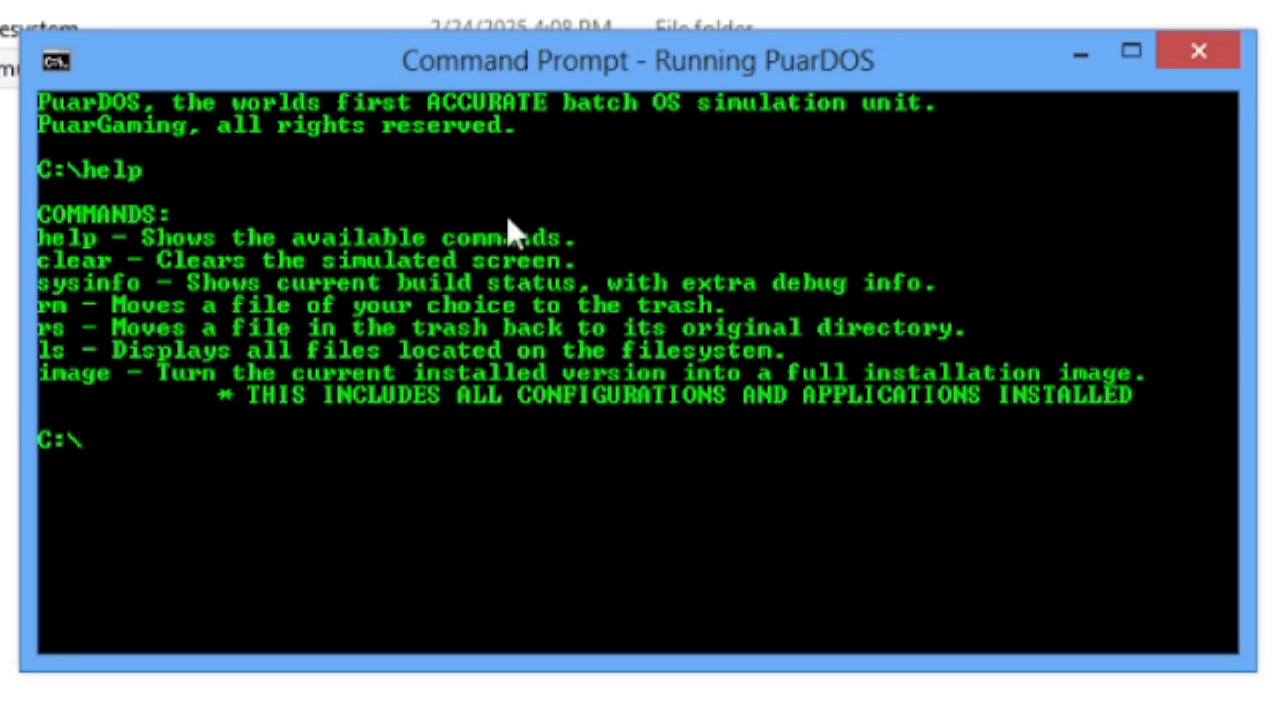 2/24/2025 4:08 PM File folder
Command Prompt - Running PuarDOS
PuarDOS, the worlds first ACCURATE batch OS simulation unit.
PuarGaming, all rights reserved.
C:\help
COMMANDS:
help - Shows the available commands.
clear - Clears the simulated screen.
sysinfo - Shows current build status, with extra debug info.
rm - Moves a file of your choice to the trash.
rs - Moves a file in the trash back to its original directory.
ls - Displays all files located on the filesystem.
image - Turn the current installed version into a full installation image.
* THIS INCLUDES ALL CONFIGURATIONS AND APPLICATIONS INSTALLED
C:\